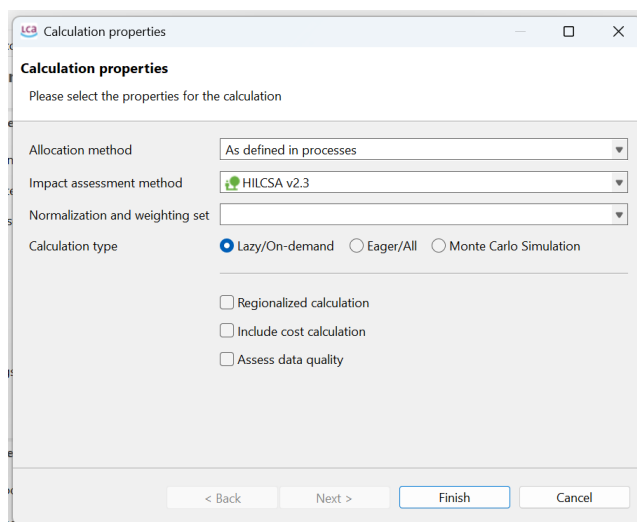 LCA Calculation properties
Calculation properties
Please select the properties for the calculation
Allocation method As defined in processes
Impact assessment method HILCSA v2.3
Normalization and weighting set
Calculation type Lazy/On-demand Eager/All Monte Carlo Simulation
Regionalized calculation
Include cost calculation
Assess data quality
< Back Next > Finish Cancel